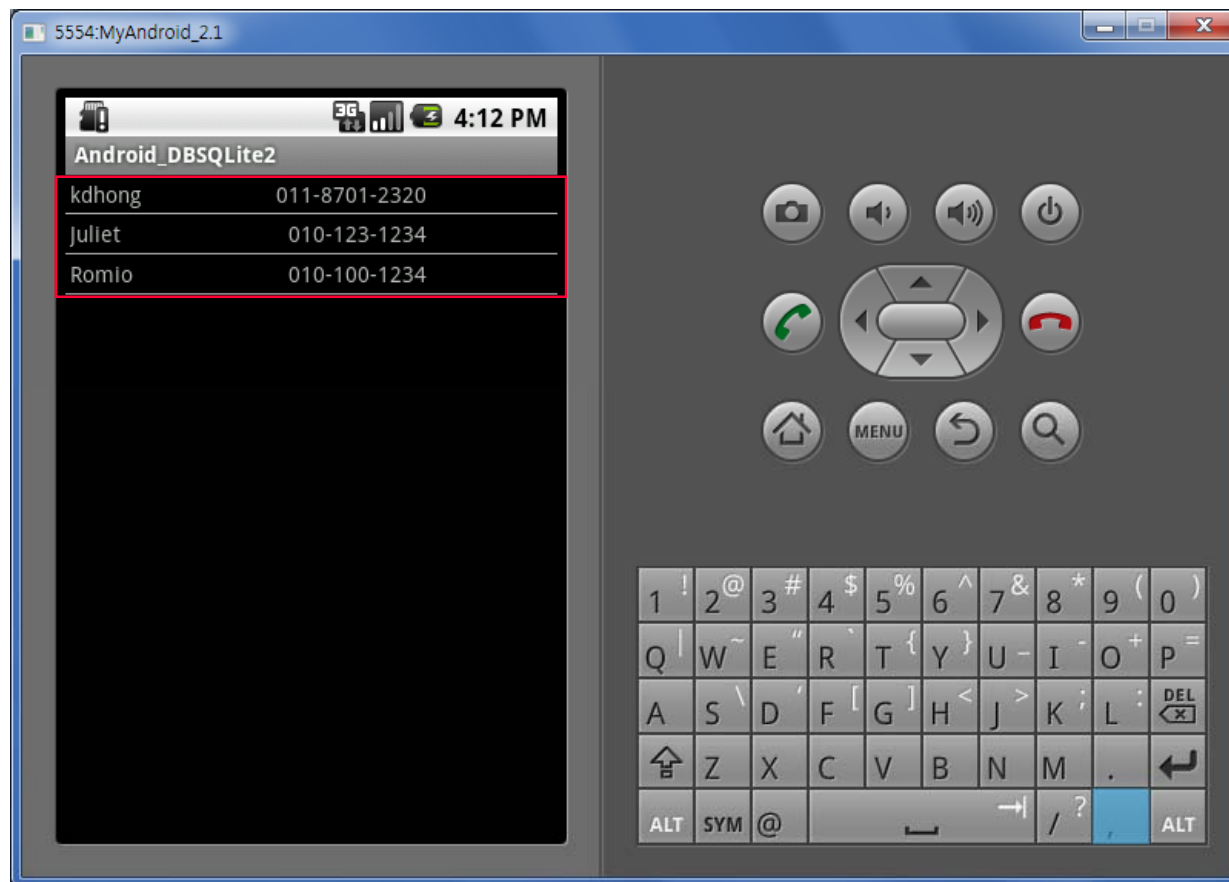 5554:MyAndroid_2.1
3G 4:12 PM
Android_DBSQLite2
kdhong 011-8701-2320
Juliet 010-123-1234
Romio 010-100-1234
MENU
1 ! 2 @ 3 # 4 $ 5 % 6 ^ 7 & 8 * 9 ( 0 )
Q | W ~ E " R ` T { Y } U _ I - O + P =
A S \ D ' F [ G ] H < J > K ; L : DEL
Z X C V B N M .
ALT SYM @ / ? , ALT